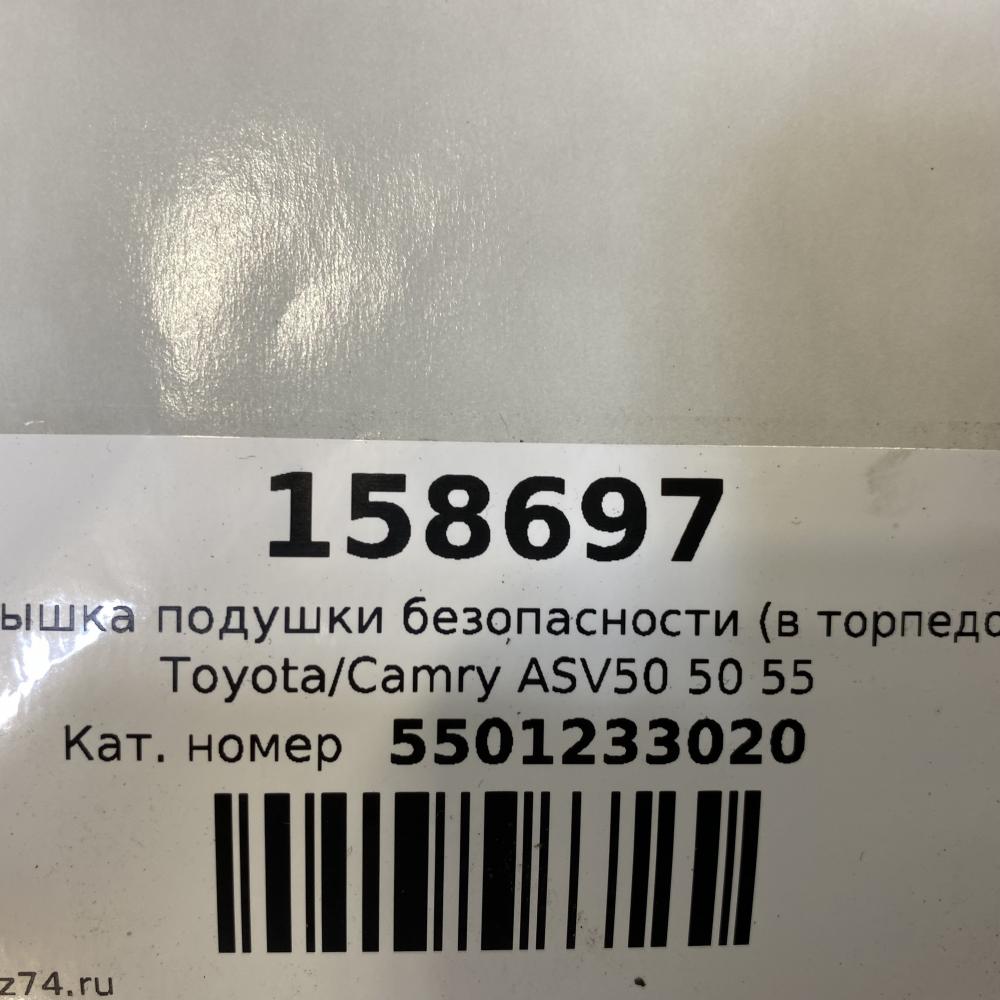 158697
ышка подушки безопасности (в торпедо
Toyota/Camry ASV50 50 55
Кат. номер 5501233020
z74.ru